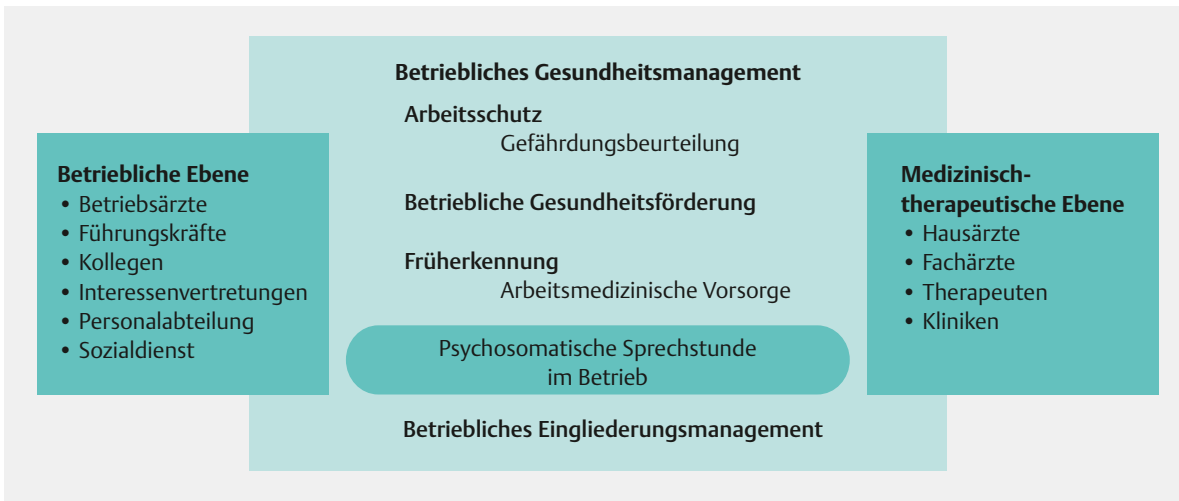 Betriebliches Gesundheitsmanagement
Arbeitsschutz
Gefährdungsbeurteilung
Betriebliche Gesundheitsförderung
Früherkennung
Arbeitsmedizinische Vorsorge
Psychosomatische Sprechstunde
im Betrieb
Betriebliches Eingliederungsmanagement
Betriebliche Ebene
• Betriebsärzte
• Führungskräfte
• Kollegen
• Interessenvertretungen
• Personalabteilung
• Sozialdienst
Medizinisch-
therapeutische Ebene
• Hausärzte
• Fachärzte
• Therapeuten
• Kliniken